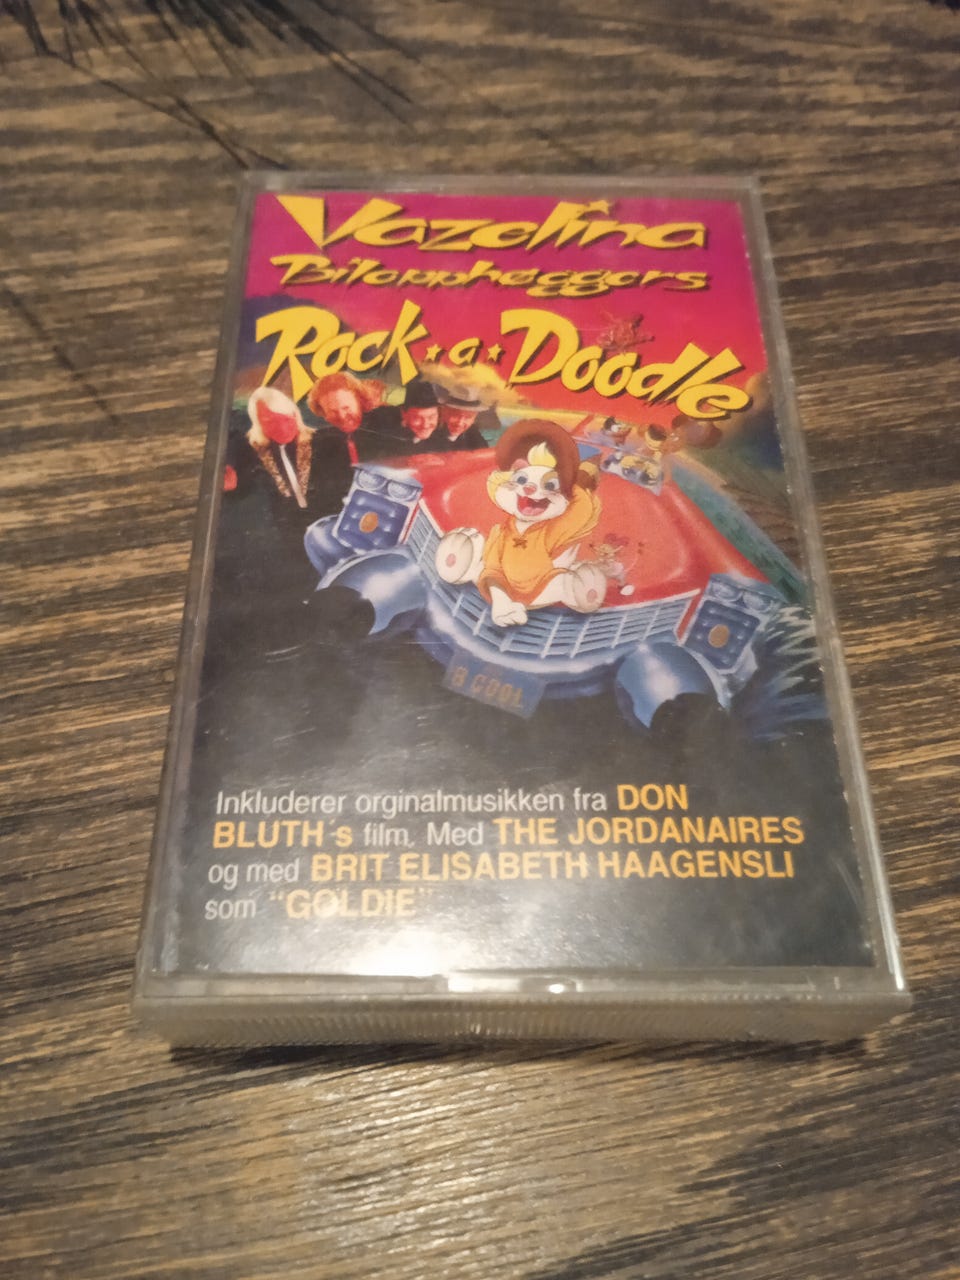 Vazelina
Bilopphøggers
Rock·a·Doodle
B COOL
Inkluderer orginalmusikken fra DON
BLUTH´s film. Med THE JORDANAIRES
og med BRIT ELISABETH HAAGENSLI
som "GOLDIE"